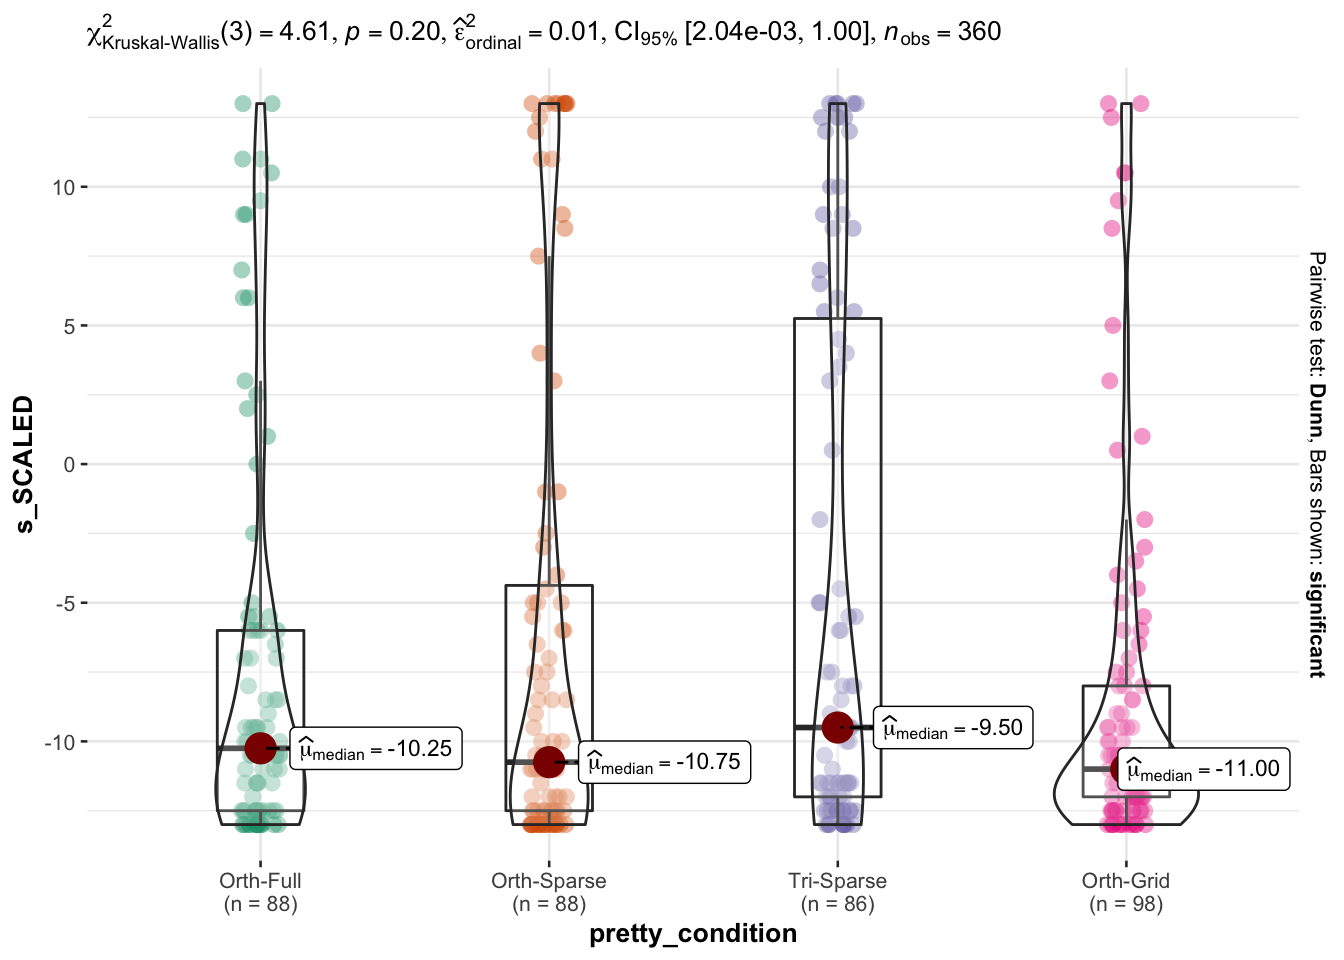 χ²Kruskal-Wallis(3) = 4.61, p = 0.20, ε̂²ordinal = 0.01, CI95% [2.04e-03, 1.00], nobs = 360
10
5
0
-5
-10
s_SCALED
μ̂median = -10.25
μ̂median = -10.75
μ̂median = -9.50
μ̂median = -11.00
Pairwise test: Dunn, Bars shown: significant
Orth-Full
(n = 88)
Orth-Sparse
(n = 88)
Tri-Sparse
(n = 86)
Orth-Grid
(n = 98)
pretty_condition